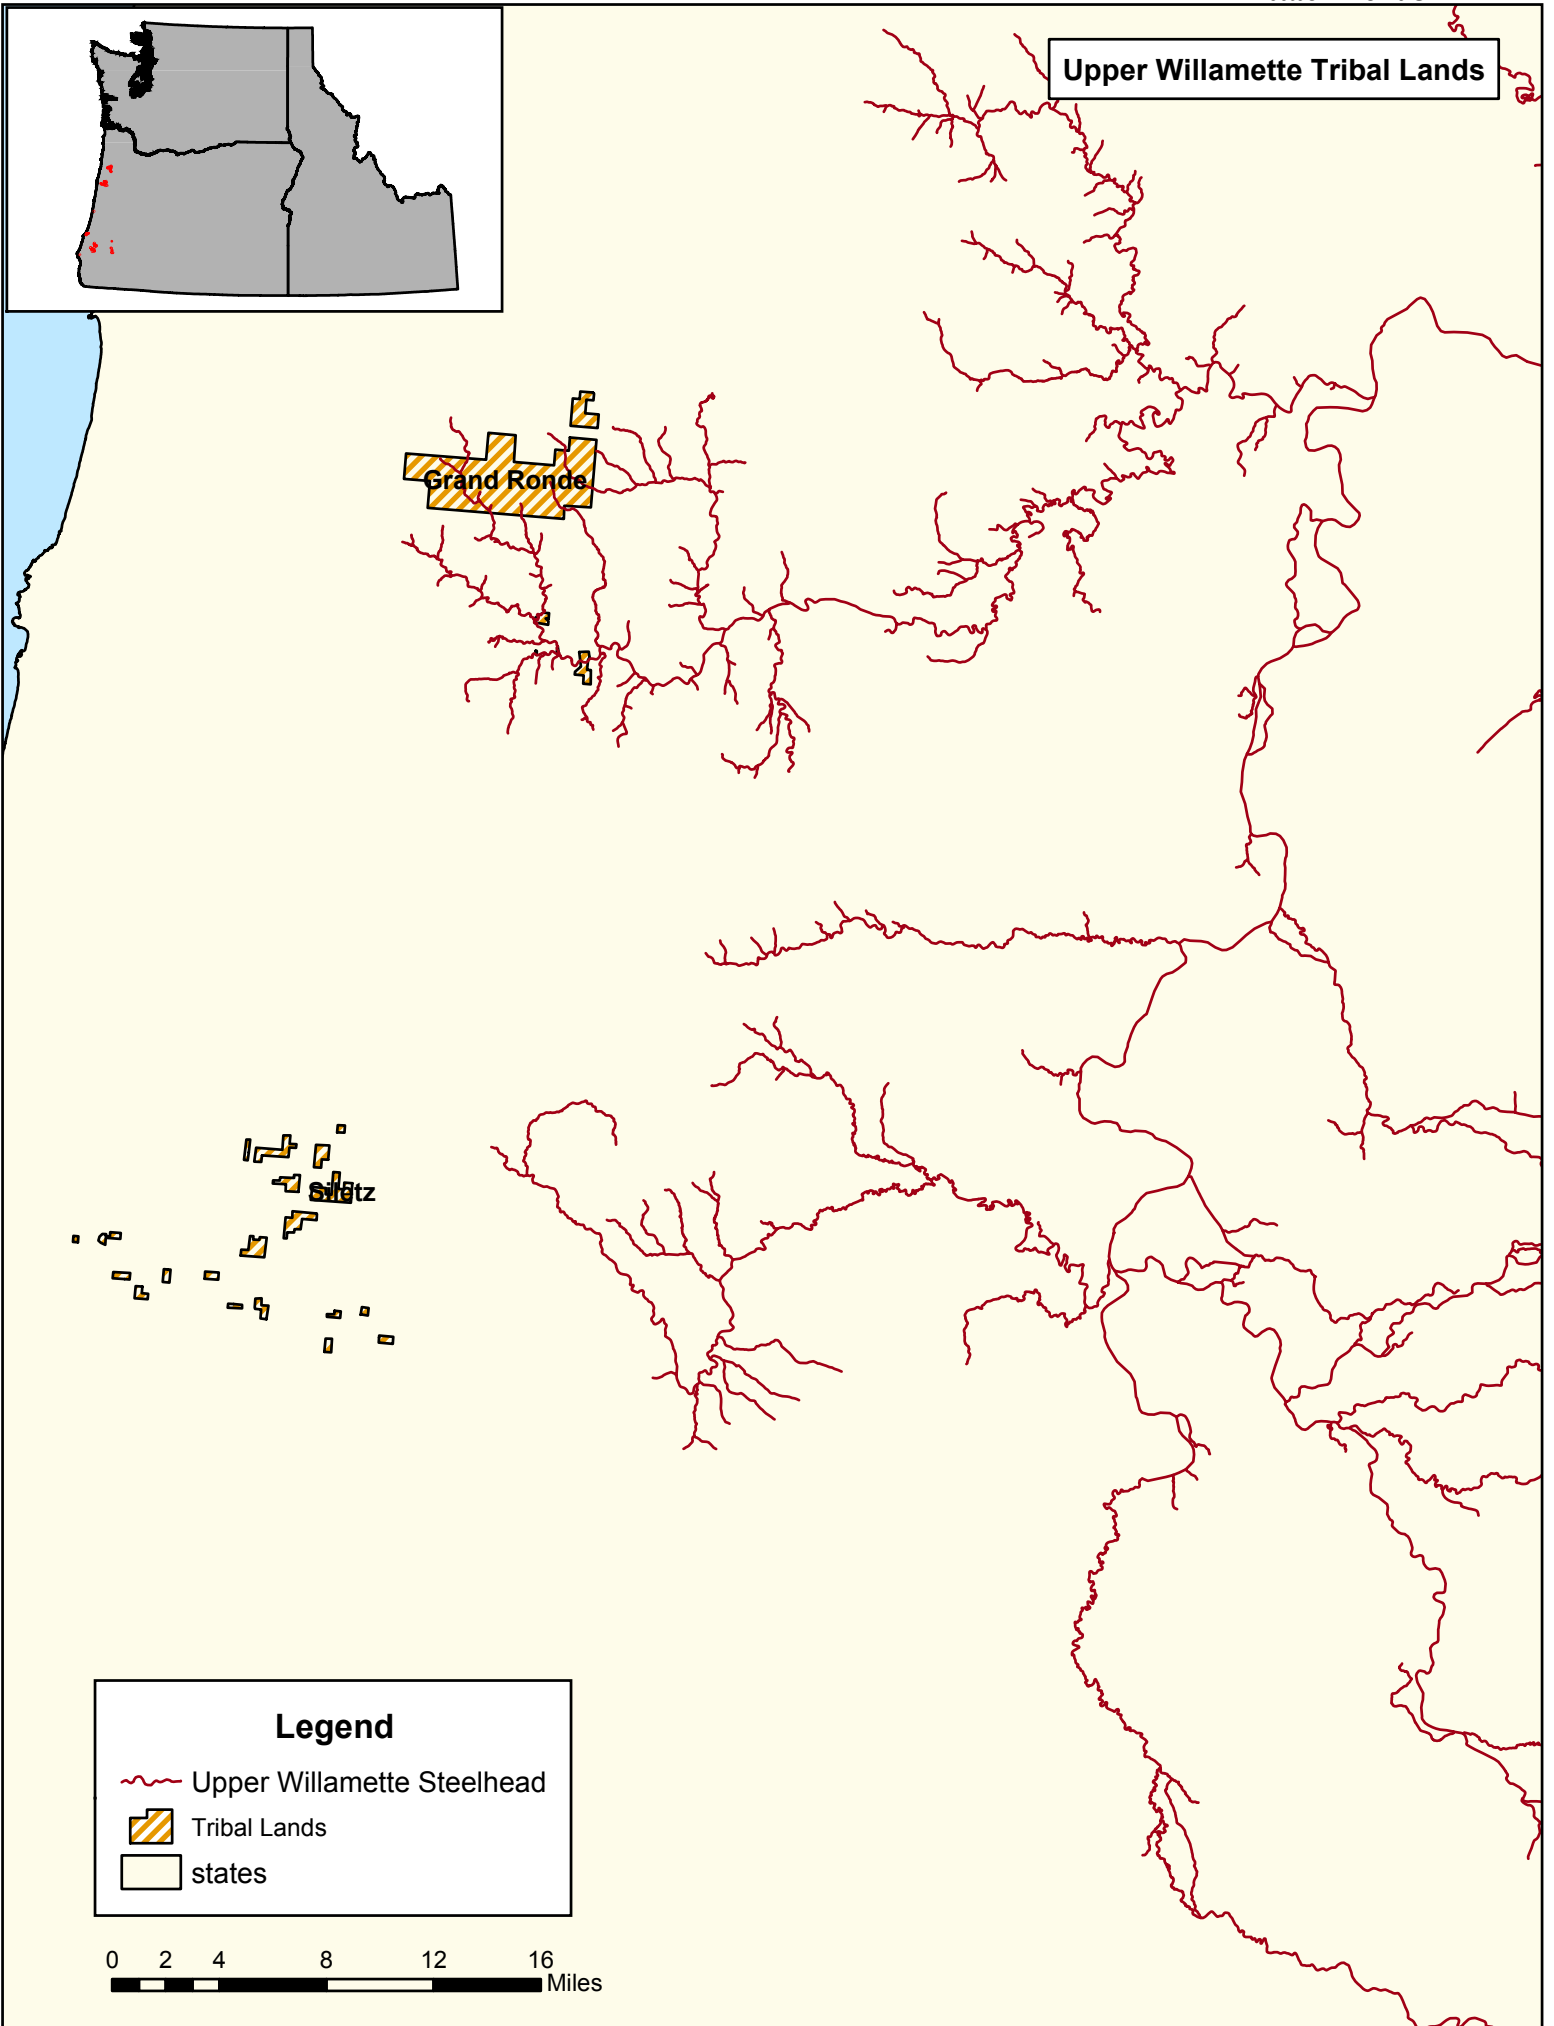 Upper Willamette Tribal Lands
Grand Ronde
Siletz
Legend
Upper Willamette Steelhead
Tribal Lands
states
0 2 4 8 12 16
Miles